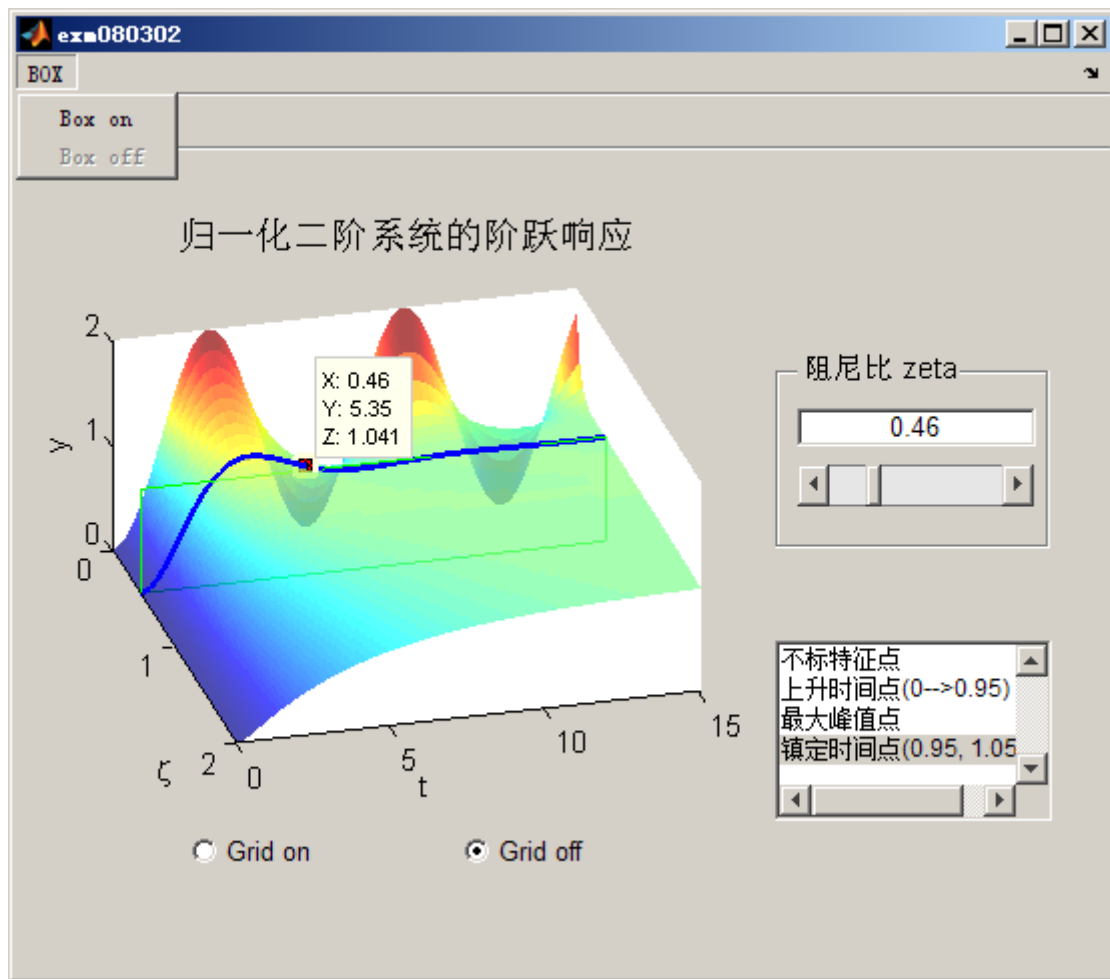 exm080302
BOX
Box on
Box off
归一化二阶系统的阶跃响应
2
1
0
y
X: 0.46
Y: 5.35
Z: 1.041
0
1
2
ζ
0
5
10
15
t
阻尼比 zeta
0.46
不标特征点
上升时间点(0-->0.95)
最大峰值点
镇定时间点(0.95, 1.05
Grid on Grid off